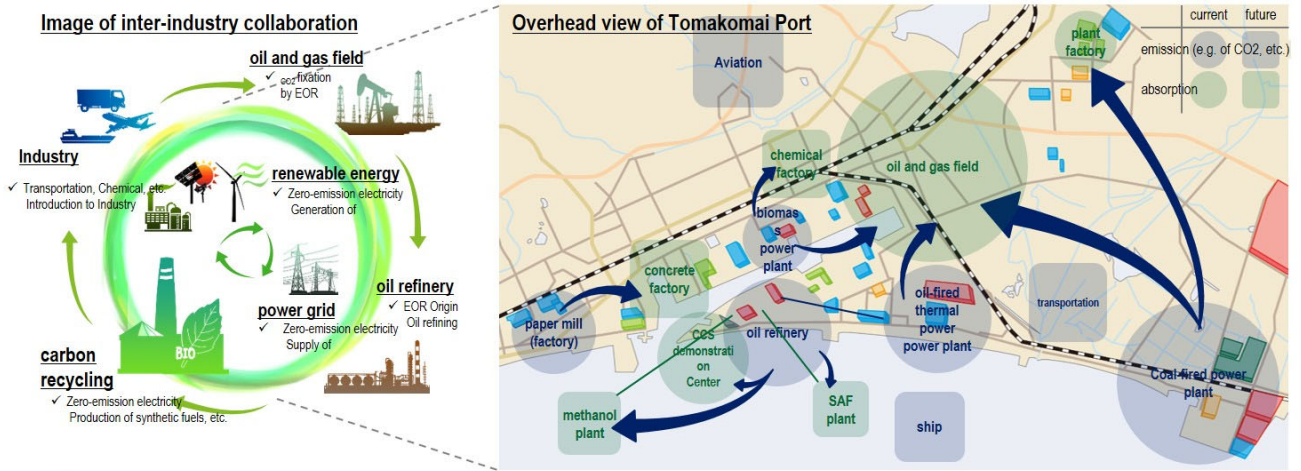 Image of inter-industry collaboration
oil and gas field
✓ CO2 fixation
by EOR
Industry
✓ Transportation, Chemical, etc.
Introduction to Industry
renewable energy
✓ Zero-emission electricity
Generation of
power grid
✓ Zero-emission electricity
Supply of
oil refinery
✓ EOR Origin
Oil refining
carbon
recycling
✓ Zero-emission electricity
Production of synthetic fuels, etc.
BIO
Overhead view of Tomakomai Port
current future
emission (e.g. of CO2, etc.)
absorption
Aviation
plant
factory
chemical
factory
oil and gas field
biomas
s
power
plant
concrete
factory
paper mill
(factory)
CCS
demonstrati
on
Center
oil refinery
oil-fired
thermal
power
power plant
transportation
Coal-fired power
plant
methanol
plant
SAF
plant
ship